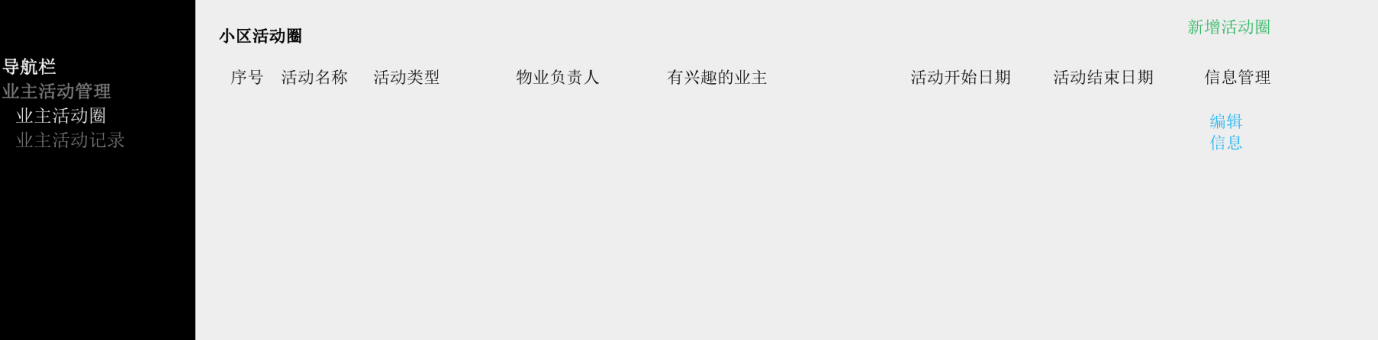 导航栏
业主活动管理
业主活动圈
业主活动记录
小区活动圈
新增活动圈
序号 活动名称 活动类型 物业负责人 有兴趣的业主 活动开始日期 活动结束日期 信息管理
编辑
信息